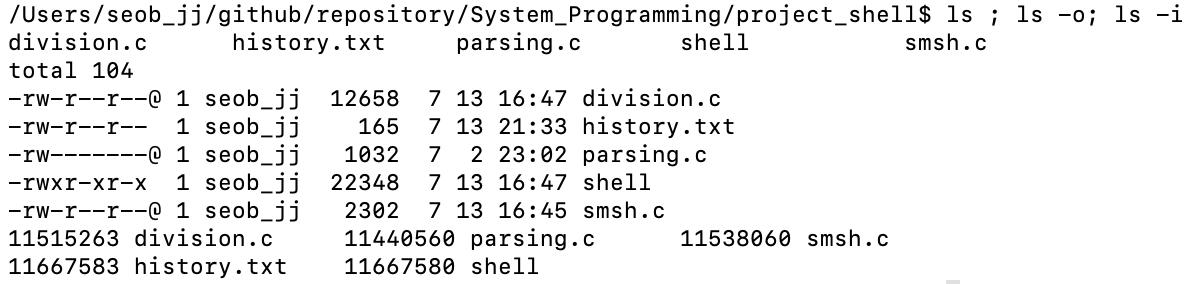 /Users/seob_jj/github/repository/System_Programming/project_shell$ ls ; ls -o; ls -i
division.c      history.txt     parsing.c       shell           smsh.c
total 104
-rw-r--r--@ 1 seob_jj  12658  7 13 16:47 division.c
-rw-r--r--  1 seob_jj    165  7 13 21:33 history.txt
-rw-------@ 1 seob_jj   1032  7  2 23:02 parsing.c
-rwxr-xr-x  1 seob_jj  22348  7 13 16:47 shell
-rw-r--r--@ 1 seob_jj   2302  7 13 16:45 smsh.c
11515263 division.c     11440560 parsing.c      11538060 smsh.c
11667583 history.txt    11667580 shell